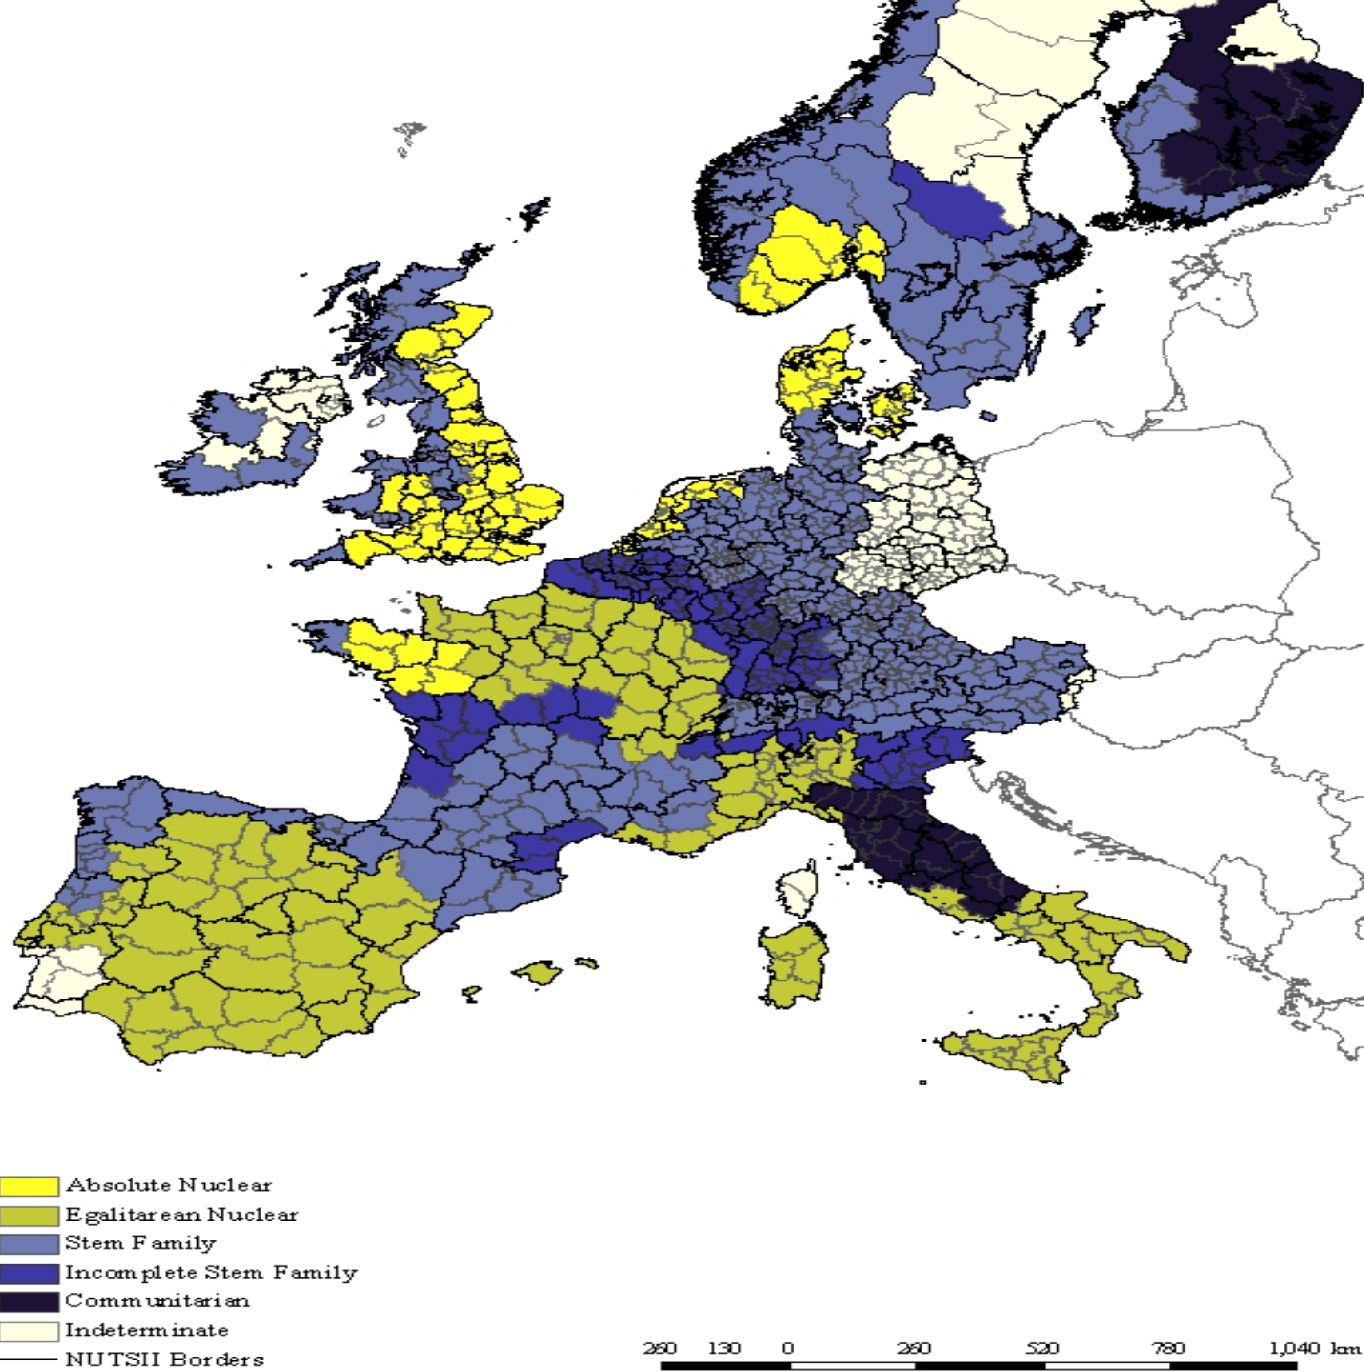 Absolute Nuclear
Egalitarean Nuclear
Stem Family
Incomplete Stem Family
Communitarian
Indeterminate
NUTSII Borders
260 130 0 260 520 780 1,040 km